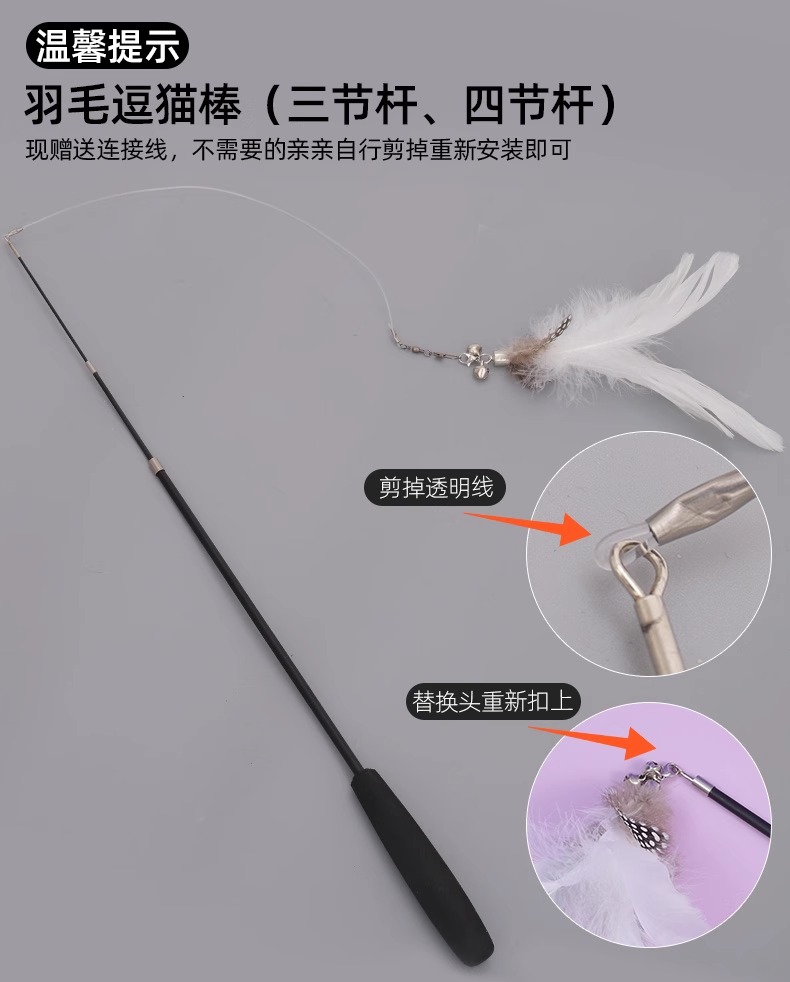 温馨提示
羽毛逗猫棒（三节杆、四节杆）
现赠送连接线，不需要的亲亲自行剪掉重新安装即可
剪掉透明线
替换头重新扣上